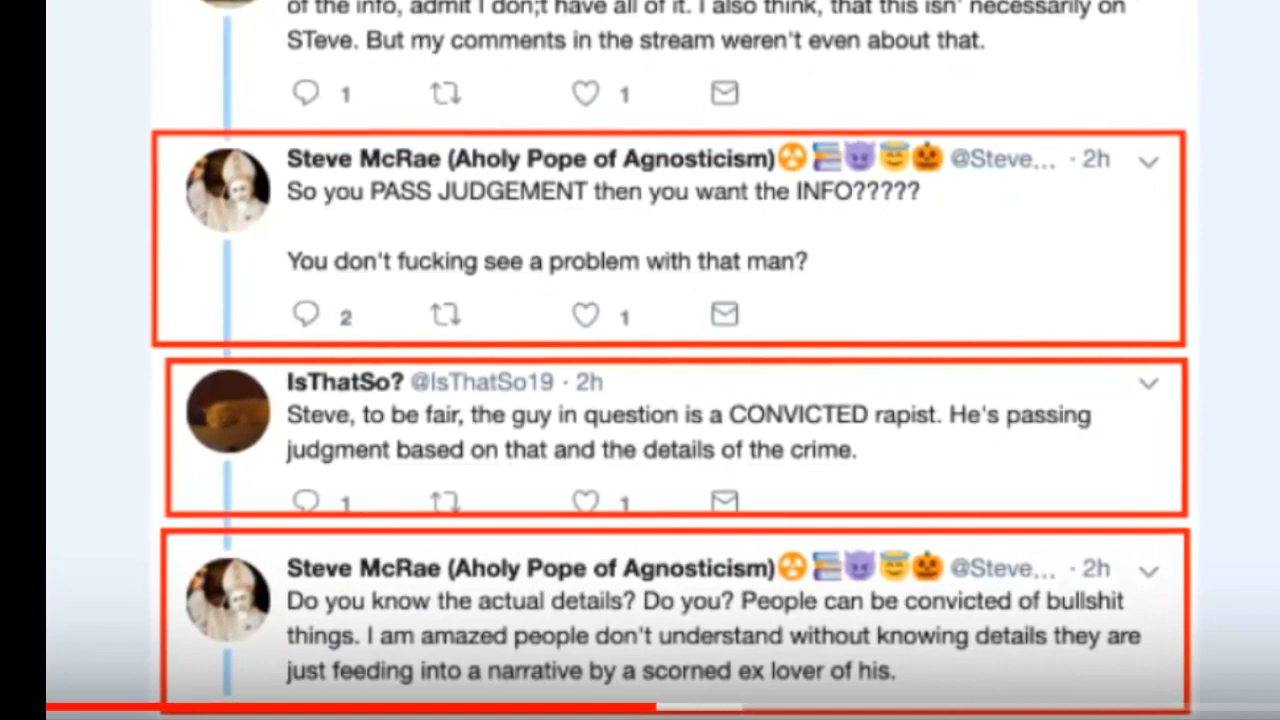 of the info, admit I don;t have all of it. I also think, that this isn' necessarily on
STeve. But my comments in the stream weren't even about that.
1 1
Steve McRae (Aholy Pope of Agnosticism)☢️📚😈😇🎃 @Steve... · 2h
So you PASS JUDGEMENT then you want the INFO?????
You don't fucking see a problem with that man?
2 1
IsThatSo? @IsThatSo19 · 2h
Steve, to be fair, the guy in question is a CONVICTED rapist. He's passing
judgment based on that and the details of the crime.
1 1
Steve McRae (Aholy Pope of Agnosticism)☢️📚😈😇🎃 @Steve... · 2h
Do you know the actual details? Do you? People can be convicted of bullshit
things. I am amazed people don't understand without knowing details they are
just feeding into a narrative by a scorned ex lover of his.